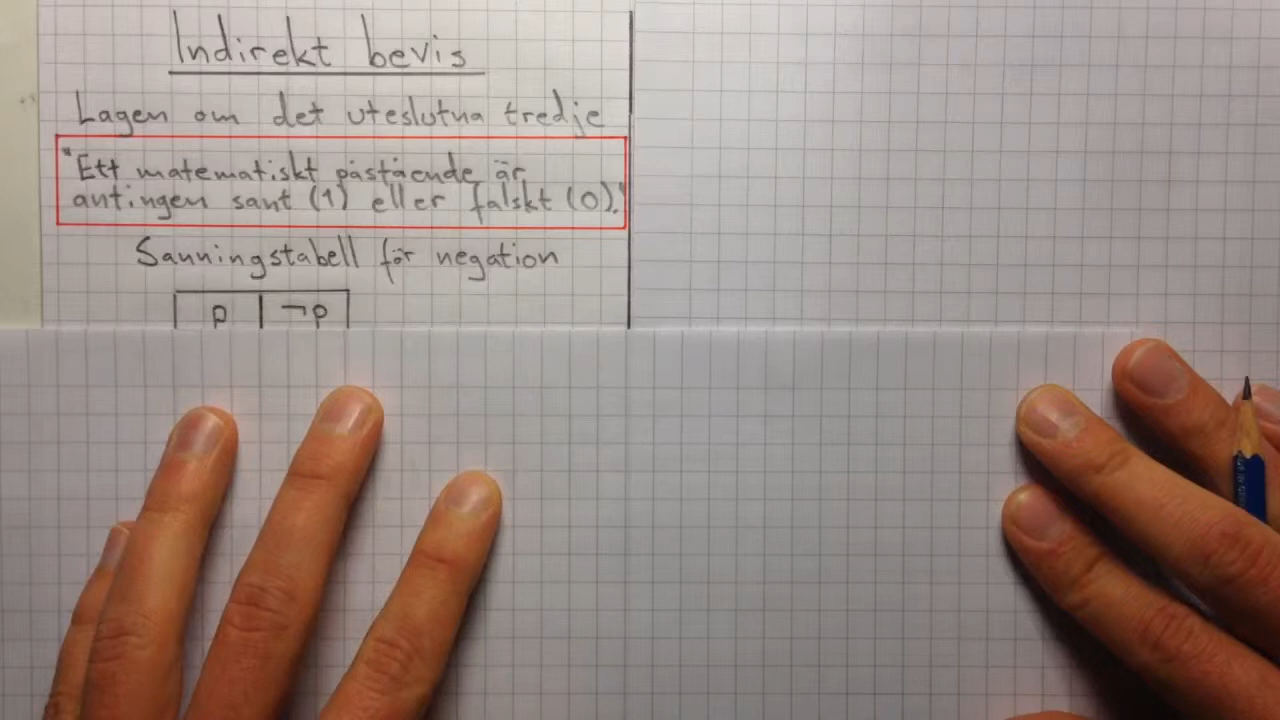 Indirekt bevis
Lagen om det uteslutna tredje
"Ett matematiskt påstående är
antingen sant (1) eller falskt (0)."
Sanningstabell för negation
p ¬p